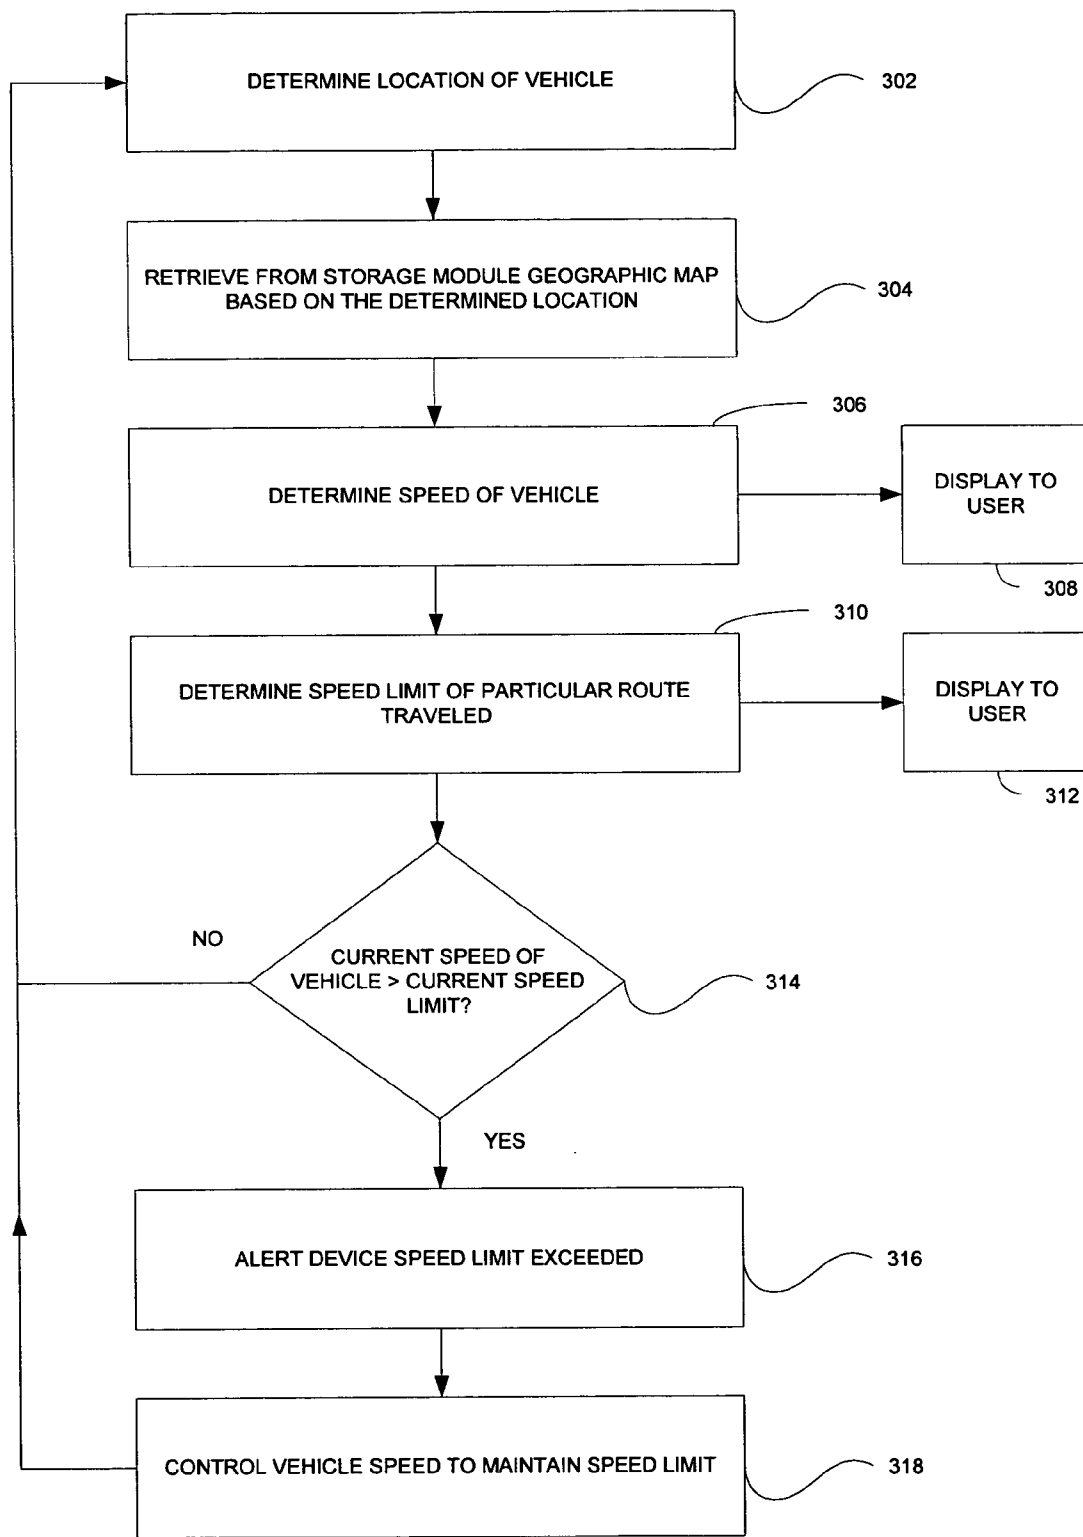 DETERMINE LOCATION OF VEHICLE
302
RETRIEVE FROM STORAGE MODULE GEOGRAPHIC MAP
BASED ON THE DETERMINED LOCATION
304
306
DETERMINE SPEED OF VEHICLE
DISPLAY TO
USER
308
310
DETERMINE SPEED LIMIT OF PARTICULAR ROUTE
TRAVELED
DISPLAY TO
USER
312
NO
CURRENT SPEED OF
VEHICLE > CURRENT SPEED
LIMIT?
314
YES
ALERT DEVICE SPEED LIMIT EXCEEDED
316
CONTROL VEHICLE SPEED TO MAINTAIN SPEED LIMIT
318